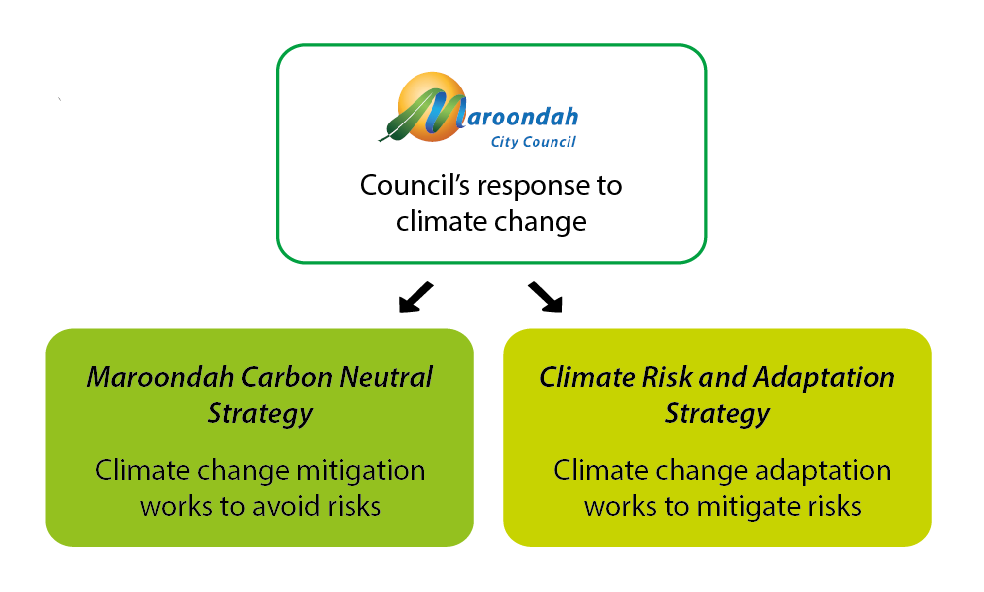 Maroondah
City Council
Council's response to
climate change
Maroondah Carbon Neutral
Strategy
Climate change mitigation
works to avoid risks
Climate Risk and Adaptation
Strategy
Climate change adaptation
works to mitigate risks